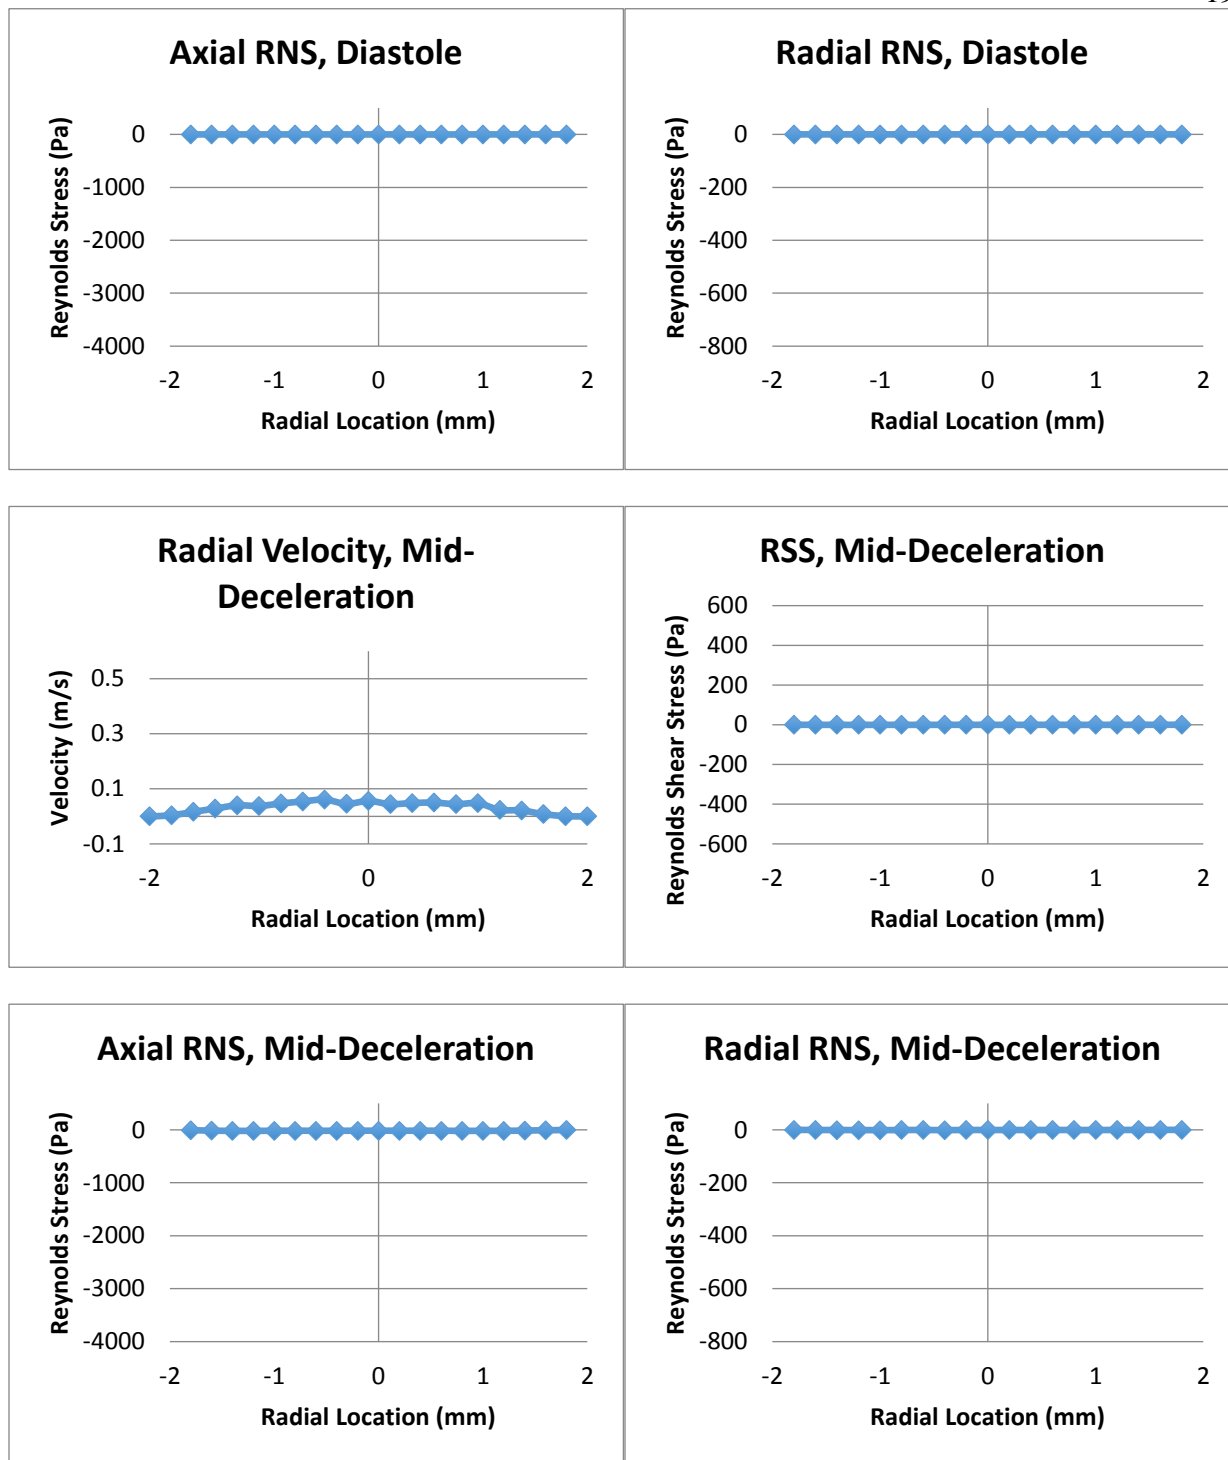 Axial RNS, Diastole
Reynolds Stress (Pa)
0
-1000
-2000
-3000
-4000
-2 -1 0 1 2
Radial Location (mm)
Radial RNS, Diastole
Reynolds Stress (Pa)
0
-200
-400
-600
-800
-2 -1 0 1 2
Radial Location (mm)
Radial Velocity, Mid-
Deceleration
Velocity (m/s)
0.5
0.3
0.1
-0.1
-2 0 2
Radial Location (mm)
RSS, Mid-Deceleration
Reynolds Shear Stress (Pa)
600
400
200
0
-200
-400
-600
-2 -1 0 1 2
Radial Location (mm)
Axial RNS, Mid-Deceleration
Reynolds Stress (Pa)
0
-1000
-2000
-3000
-4000
-2 -1 0 1 2
Radial Location (mm)
Radial RNS, Mid-Deceleration
Reynolds Stress (Pa)
0
-200
-400
-600
-800
-2 -1 0 1 2
Radial Location (mm)